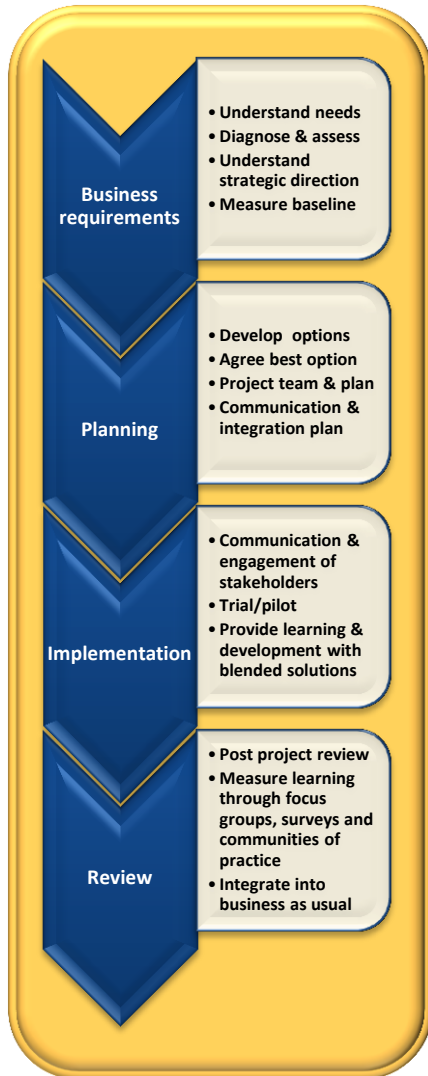 Business
requirements
• Understand needs
• Diagnose & assess
• Understand
strategic direction
• Measure baseline
Planning
• Develop options
• Agree best option
• Project team & plan
• Communication &
integration plan
Implementation
• Communication &
engagement of
stakeholders
• Trial/pilot
• Provide learning &
development with
blended solutions
Review
• Post project review
• Measure learning
through focus
groups, surveys and
communities of
practice
• Integrate into
business as usual